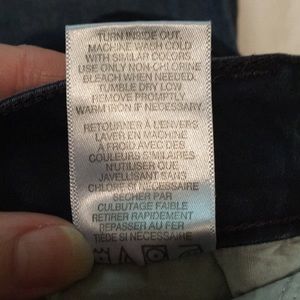 TURN INSIDE OUT.
MACHINE WASH COLD
WITH SIMILAR COLORS
USE ONLY NON-CHLORINE
BLEACH WHEN NEEDED.
TUMBLE DRY LOW
REMOVE PROMPTLY
WARM IRON IF NECESSARY
RETOURNER À L'ENVERS
LAVER EN MACHINE
À FROID AVEC DES
COULEURS SIMILAIRES
N'UTILISER QUE UN
JAVELLISANT SANS
CHLORE SI NÉCESSAIRE
SÉCHER PAR
CULBUTAGE FAIBLE
RETIRER RAPIDEMENT
REPASSER AU FER
TIÈDE SI NÉCESSAIRE